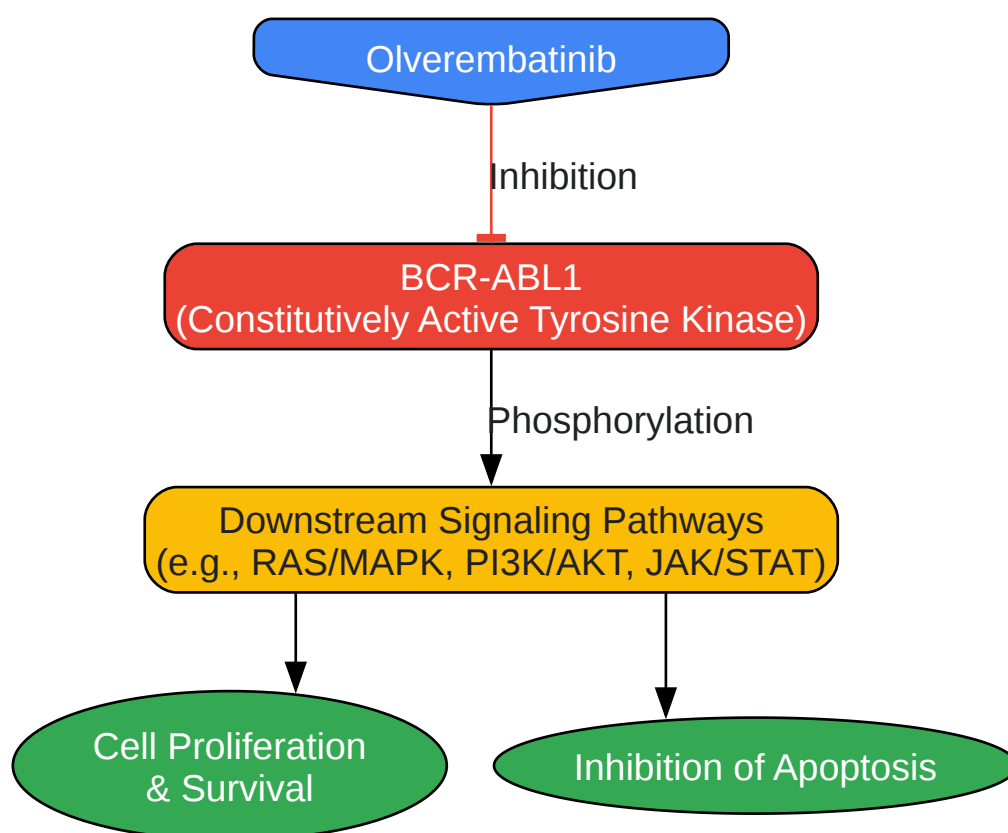 Olverembatinib
Inhibition
BCR-ABL1
(Constitutively Active Tyrosine Kinase)
Phosphorylation
Downstream Signaling Pathways
(e.g., RAS/MAPK, PI3K/AKT, JAK/STAT)
Cell Proliferation
& Survival
Inhibition of Apoptosis